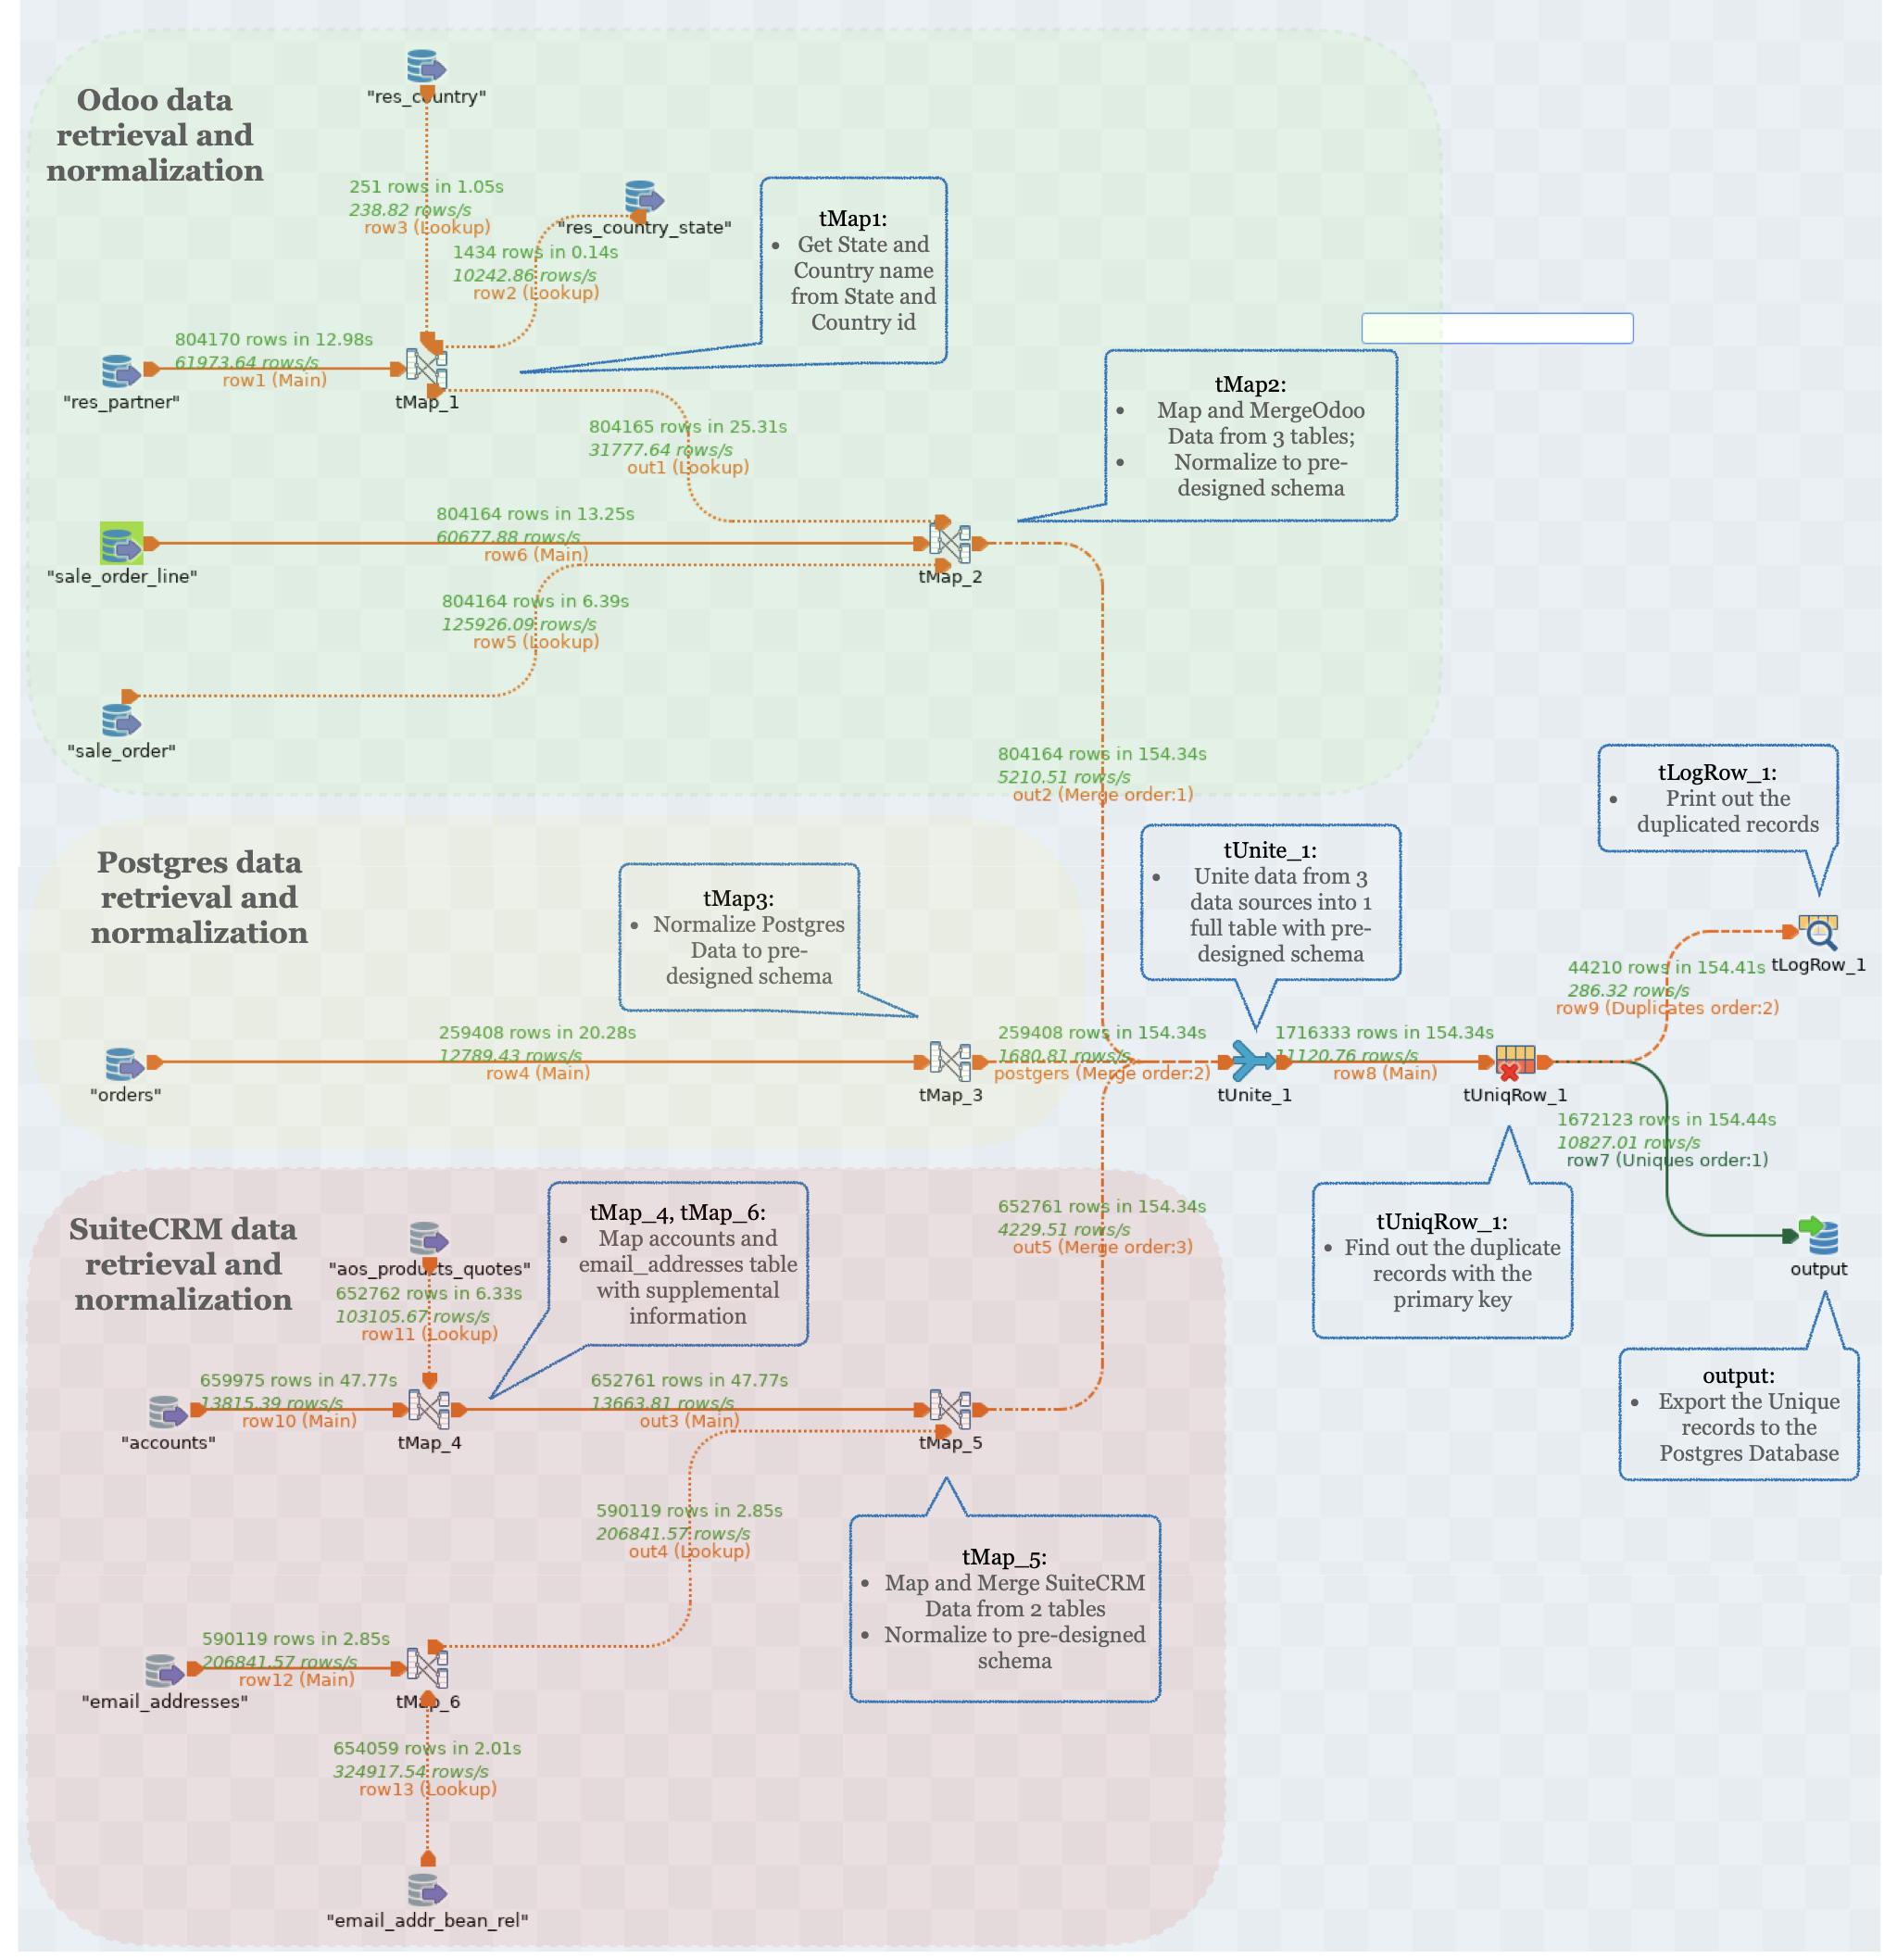 Odoo data
retrieval and
normalization
"res_country"
251 rows in 1.05s
238.82 rows/s
row3 (Lookup)
"res_country_state"
1434 rows in 0.14s
10242.86 rows/s
row2 (Lookup)
tMap1:
• Get State and
Country name
from State and
Country id
804170 rows in 12.98s
61973.64 rows/s
row1 (Main)
"res_partner"
tMap_1
tMap2:
• Map and MergeOdoo
Data from 3 tables;
• Normalize to pre-
designed schema
804165 rows in 25.31s
31777.64 rows/s
out1 (Lookup)
804164 rows in 13.25s
60677.88 rows/s
row6 (Main)
"sale_order_line"
tMap_2
804164 rows in 6.39s
125926.09 rows/s
row5 (Lookup)
"sale_order"
804164 rows in 154.34s
5210.51 rows/s
out2 (Merge order:1)
Postgres data
retrieval and
normalization
tMap3:
• Normalize Postgres
Data to pre-
designed schema
tUnite_1:
• Unite data from 3
data sources into 1
full table with pre-
designed schema
tLogRow_1:
• Print out the
duplicated records
tLogRow_1
44210 rows in 154.41s
286.32 rows/s
row9 (Duplicates order:2)
259408 rows in 20.28s
12789.43 rows/s
row4 (Main)
"orders"
tMap_3
259408 rows in 154.34s
1680.81 rows/s
postgers (Merge order:2)
tUnite_1
1716333 rows in 154.34s
11120.76 rows/s
row8 (Main)
tUniqRow_1
1672123 rows in 154.44s
10827.01 rows/s
row7 (Uniques order:1)
tUniqRow_1:
• Find out the duplicate
records with the
primary key
output
output:
• Export the Unique
records to the
Postgres Database
SuiteCRM data
retrieval and
normalization
"aos_products_quotes"
652762 rows in 6.33s
103105.67 rows/s
row11 (Lookup)
tMap_4, tMap_6:
• Map accounts and
email_addresses table
with supplemental
information
652761 rows in 154.34s
4229.51 rows/s
out5 (Merge order:3)
659975 rows in 47.77s
13815.39 rows/s
row10 (Main)
"accounts"
tMap_4
652761 rows in 47.77s
13663.81 rows/s
out3 (Main)
tMap_5
590119 rows in 2.85s
206841.57 rows/s
out4 (Lookup)
tMap_5:
• Map and Merge SuiteCRM
Data from 2 tables
• Normalize to pre-designed
schema
590119 rows in 2.85s
206841.57 rows/s
row12 (Main)
"email_addresses"
tMap_6
654059 rows in 2.01s
324917.54 rows/s
row13 (Lookup)
"email_addr_bean_rel"